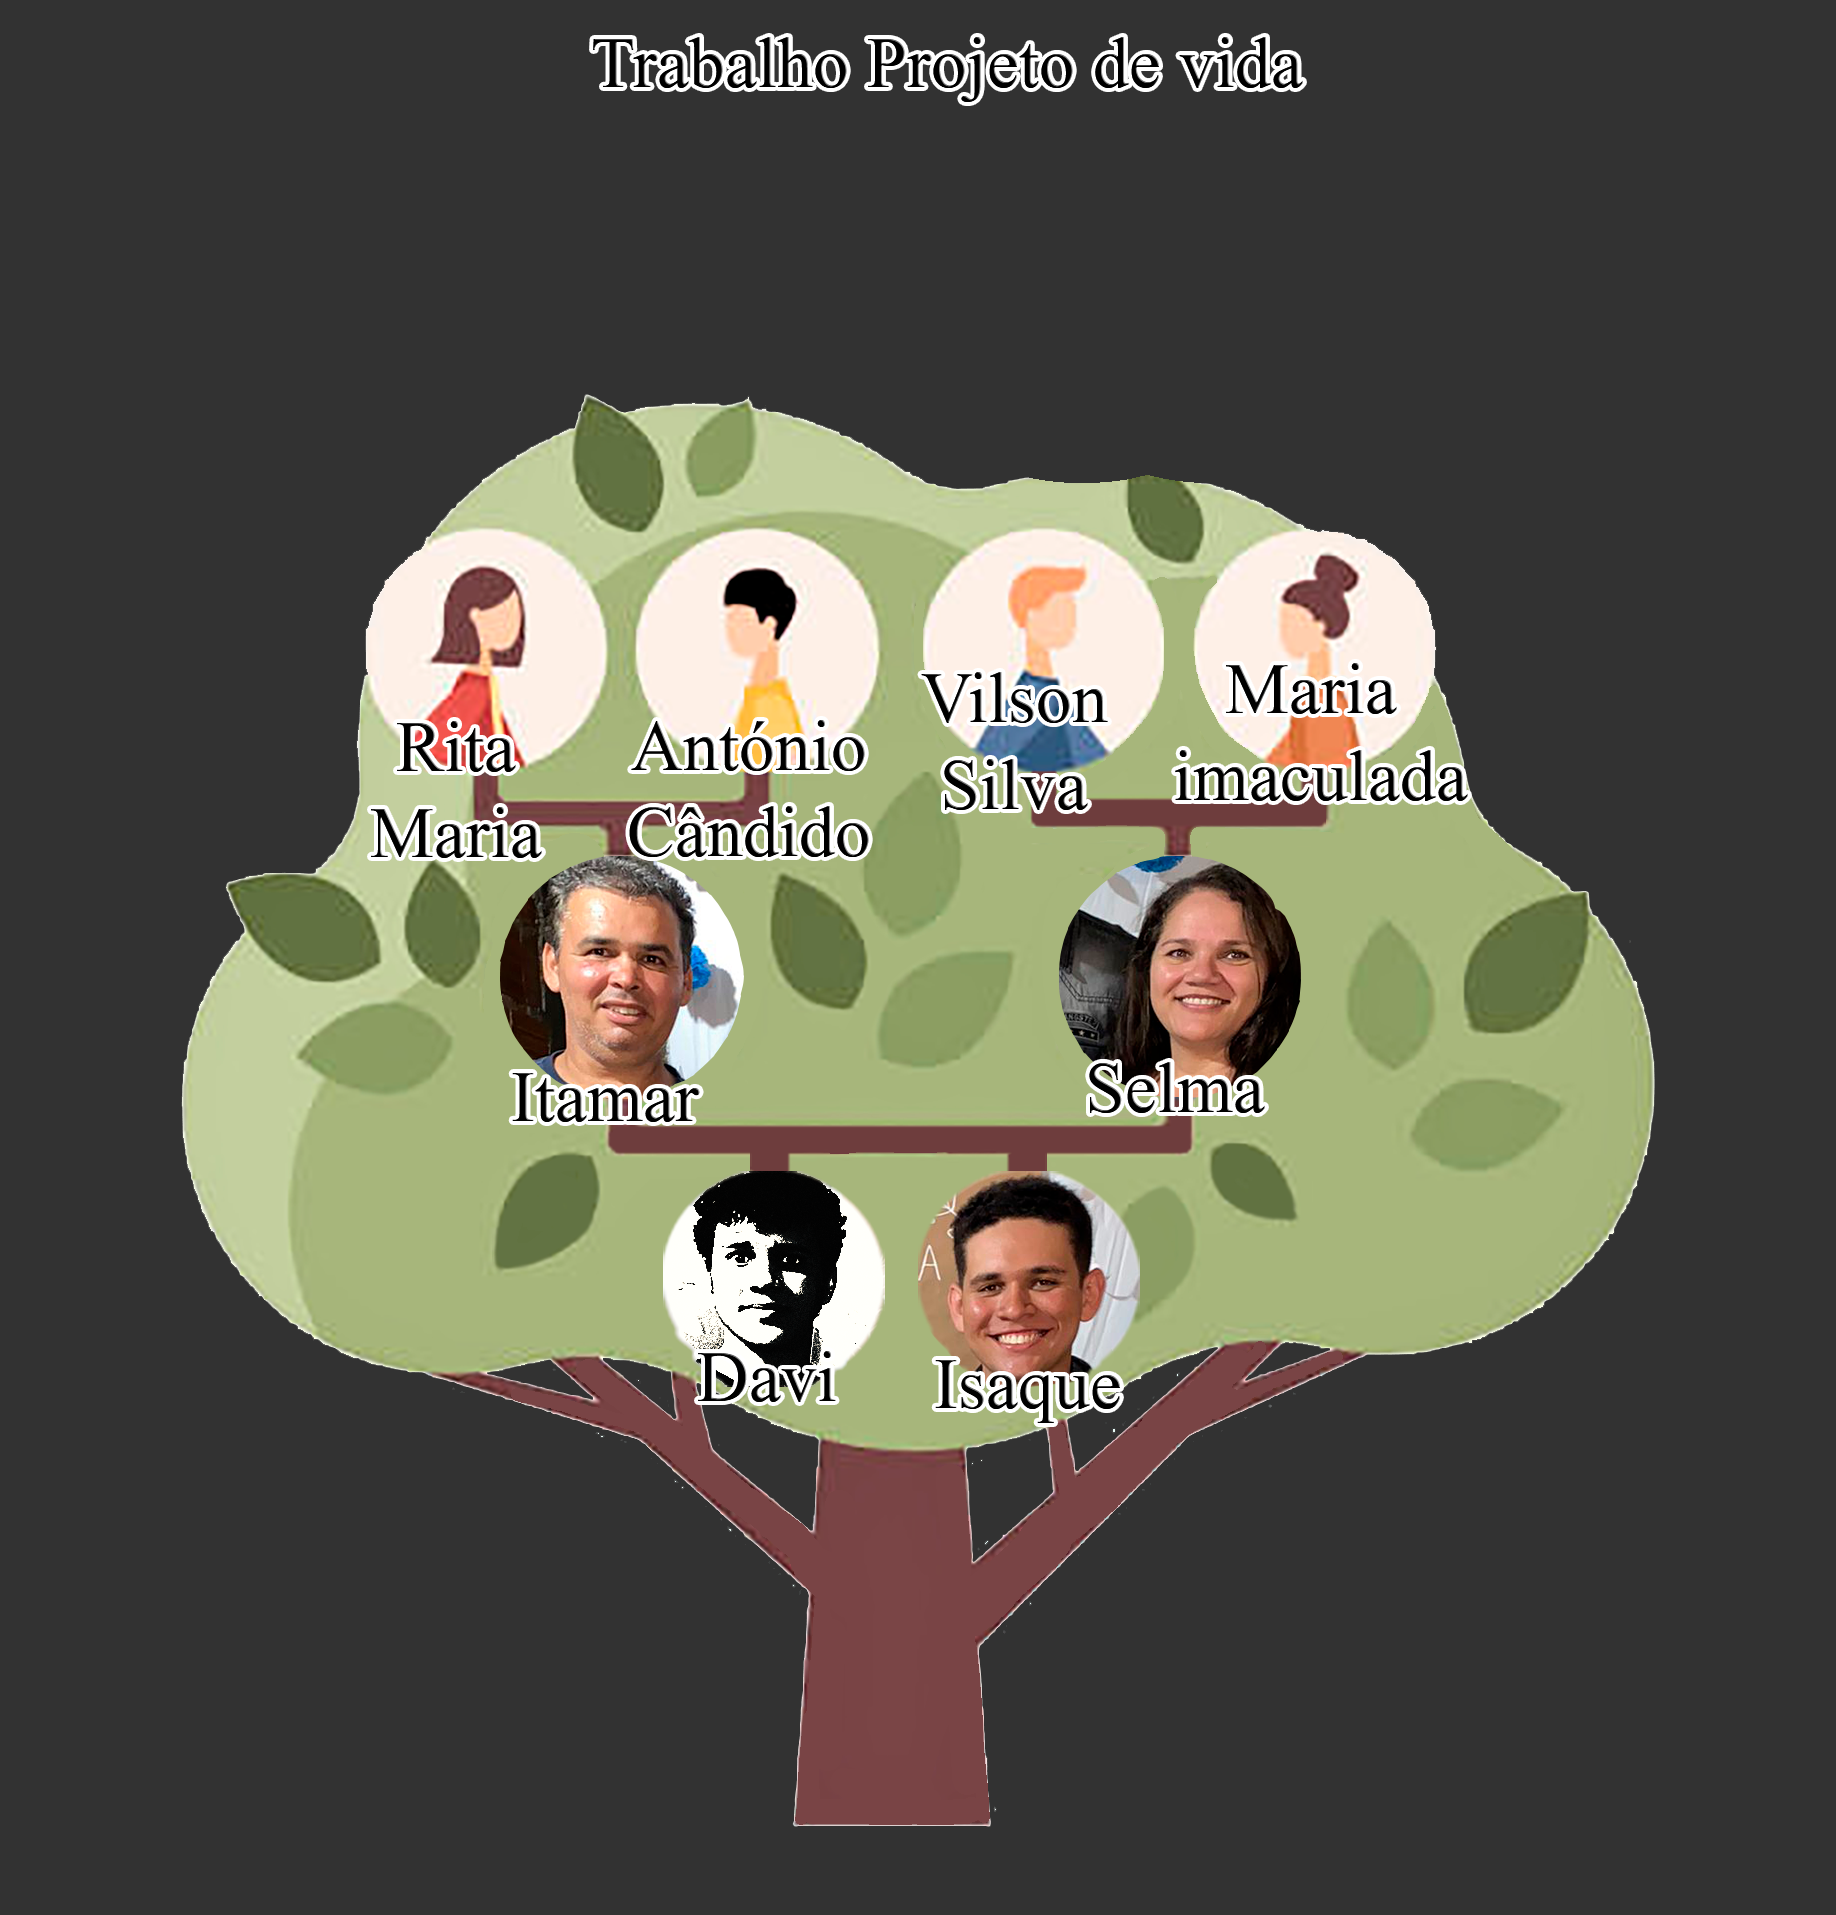 Trabalho Projeto de vida
Rita
Maria
António
Cândido
Vilson
Silva
Maria
imaculada
Itamar
Selma
Davi
Isaque
A